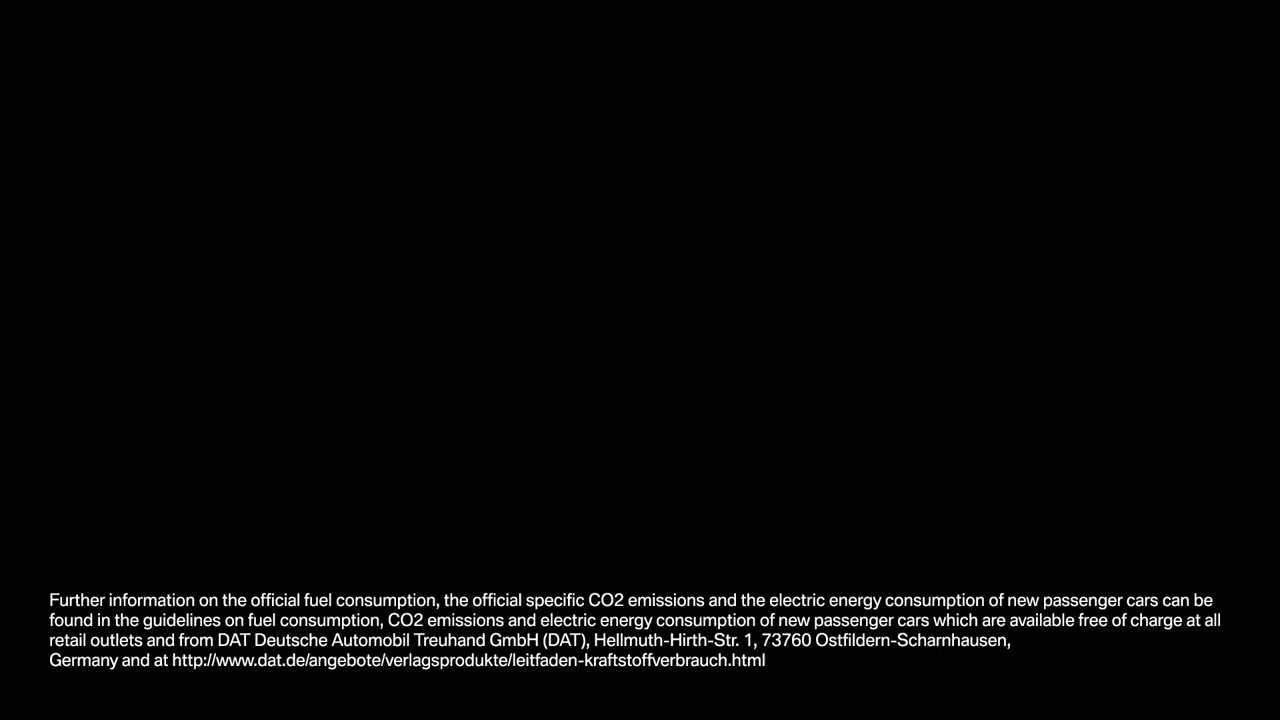 Further information on the official fuel consumption, the official specific CO2 emissions and the electric energy consumption of new passenger cars can be
found in the guidelines on fuel consumption, CO2 emissions and electric energy consumption of new passenger cars which are available free of charge at all
retail outlets and from DAT Deutsche Automobil Treuhand GmbH (DAT), Hellmuth-Hirth-Str. 1, 73760 Ostfildern-Scharnhausen,
Germany and at http://www.dat.de/angebote/verlagsprodukte/leitfaden-kraftstoffverbrauch.html